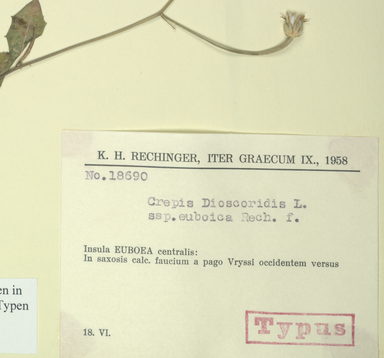 K. H. RECHINGER, ITER GRAECUM IX., 1958
No.18690
Crepis Dioscoridis L.
ssp.euboica Rech. f.
Insula EUBOEA centralis:
In saxosis calc. faucium a pago Vryssi occidentem versus
en in
Typen
18. VI.
Typus